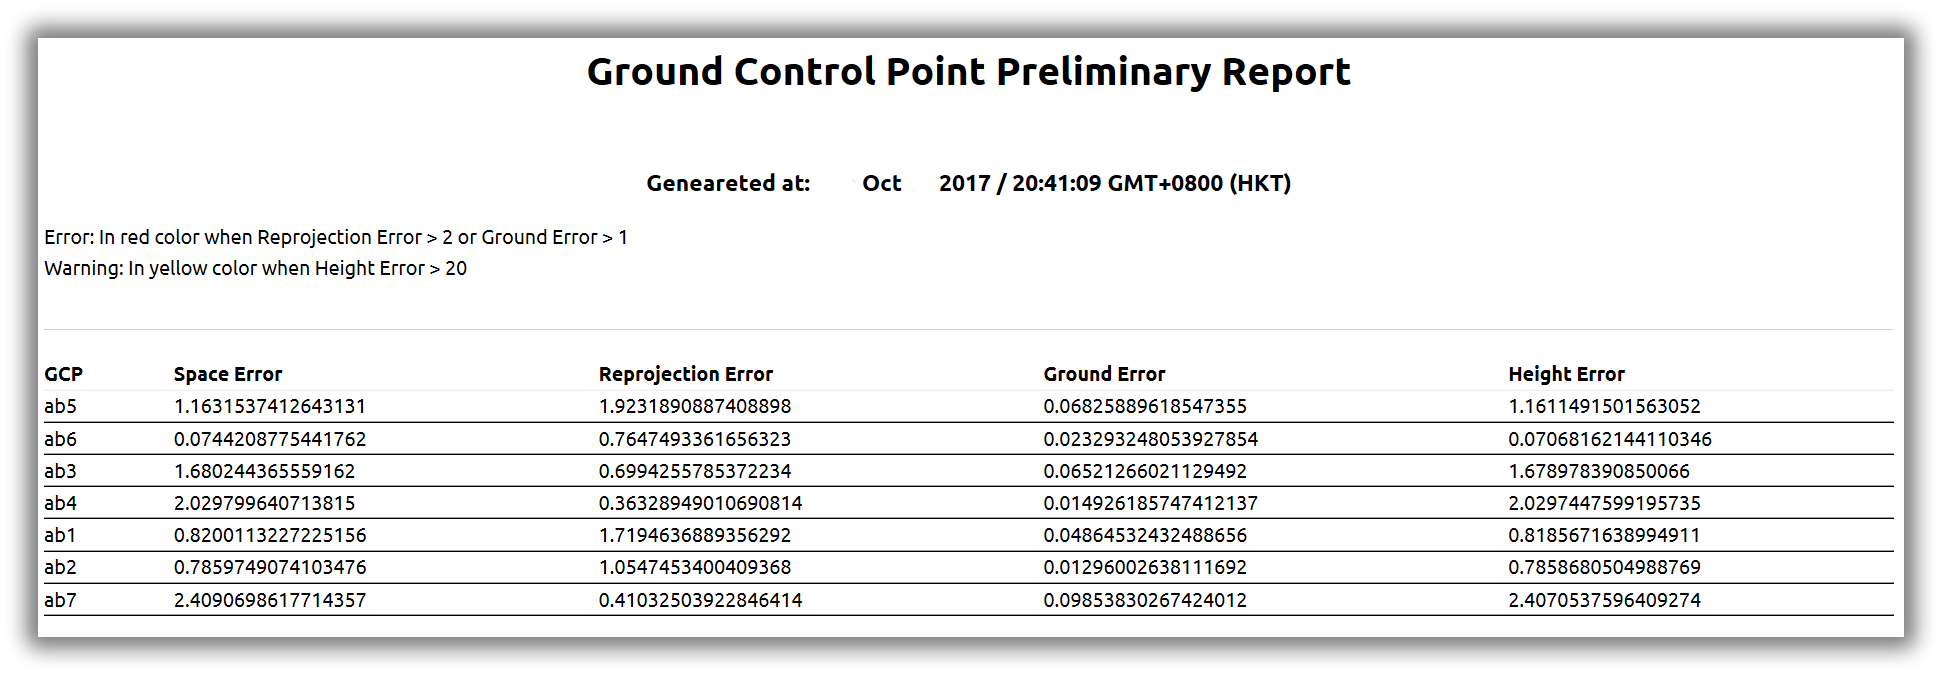 Ground Control Point Preliminary Report
Geneareted at: Oct 2017 / 20:41:09 GMT+0800 (HKT)
Error: In red color when Reprojection Error > 2 or Ground Error > 1
Warning: In yellow color when Height Error > 20
GCP Space Error Reprojection Error Ground Error Height Error
ab5 1.1631537412643131 1.9231890887408898 0.06825889618547355 1.1611491501563052
ab6 0.0744208775441762 0.7647493361656323 0.023293248053927854 0.07068162144110346
ab3 1.680244365559162 0.6994255785372234 0.06521266021129492 1.678978390850066
ab4 2.029799640713815 0.36328949010690814 0.014926185747412137 2.0297447599195735
ab1 0.8200113227225156 1.7194636889356292 0.04864532432488656 0.8185671638994911
ab2 0.7859749074103476 1.0547453400409368 0.01296002638111692 0.7858680504988769
ab7 2.4090698617714357 0.41032503922846414 0.09853830267424012 2.4070537596409274